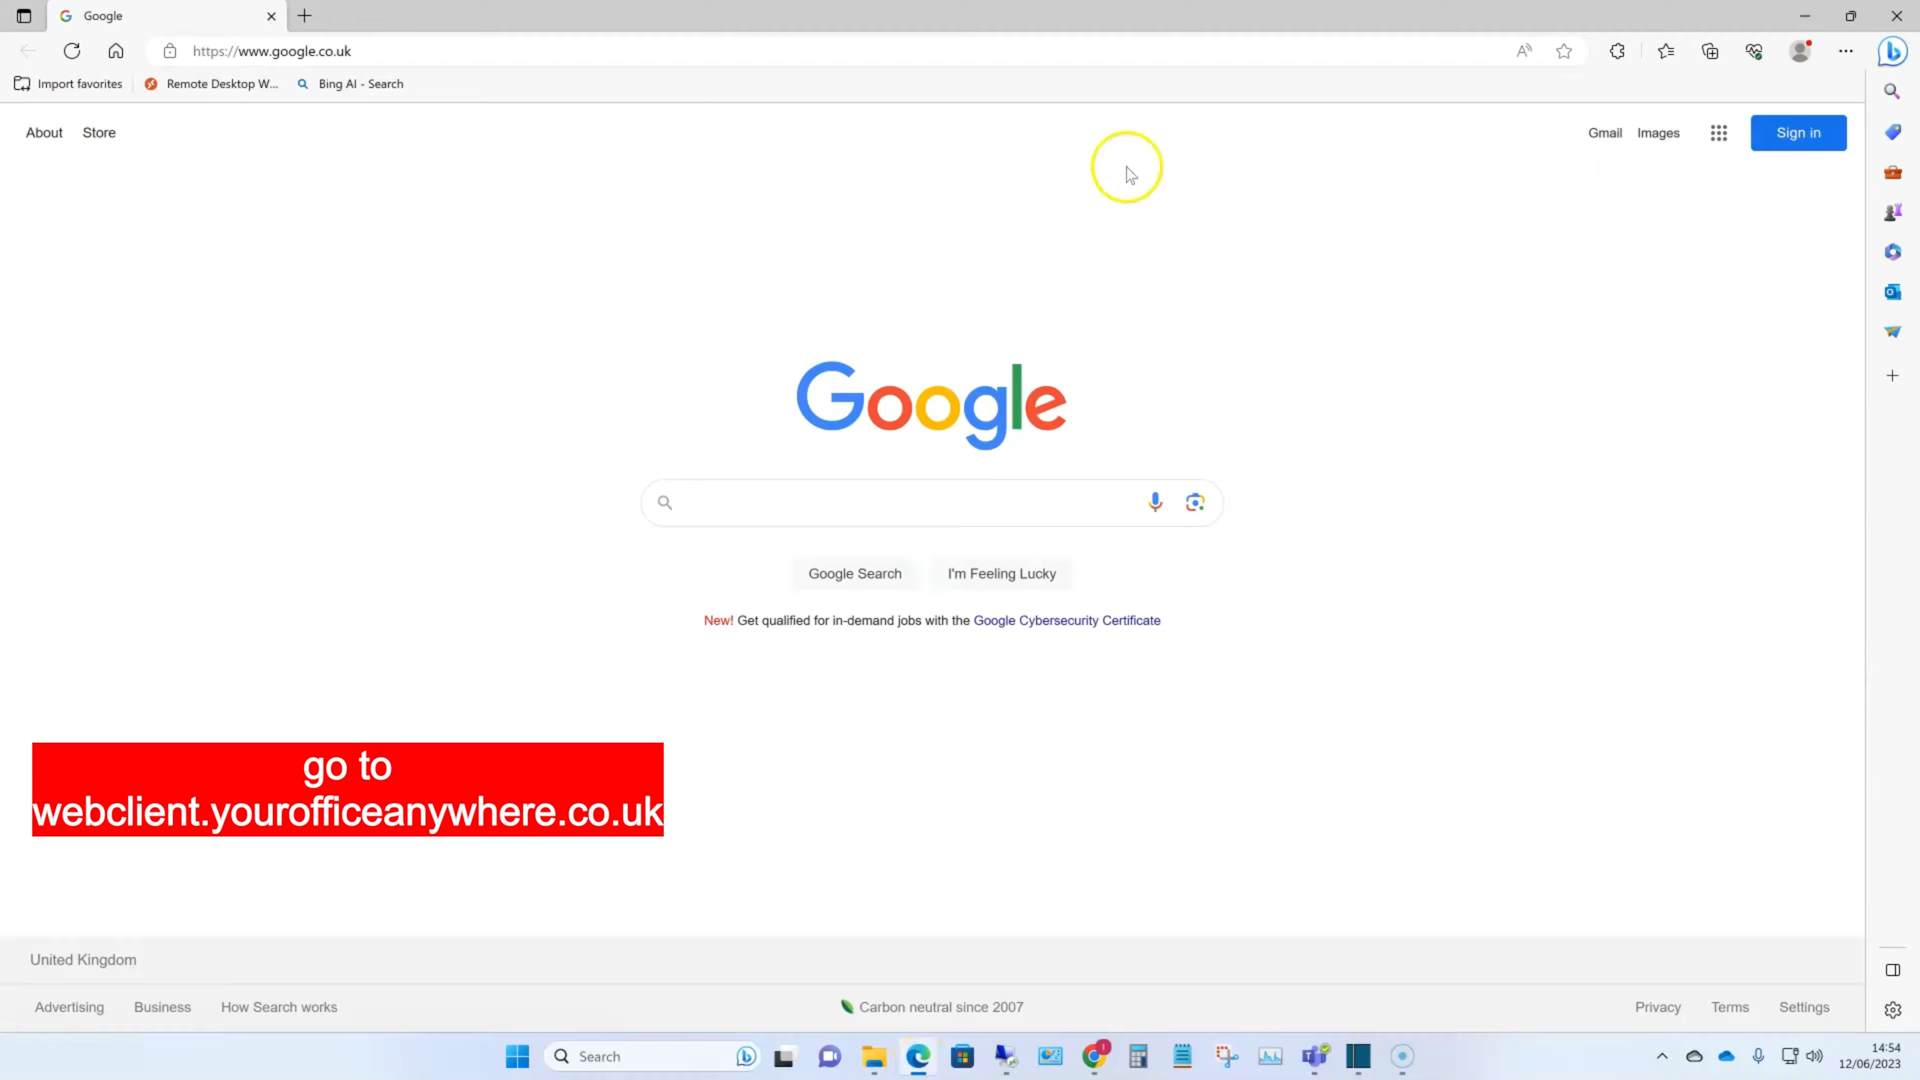 Google
https://www.google.co.uk
Import favorites
Remote Desktop W...
Bing AI - Search
About
Store
Gmail
Images
Sign in
Google
Google Search
I'm Feeling Lucky
New! Get qualified for in-demand jobs with the Google Cybersecurity Certificate
go to
webclient.yourofficeanywhere.co.uk
United Kingdom
Advertising
Business
How Search works
Carbon neutral since 2007
Privacy
Terms
Settings
Search
14:54
12/06/2023